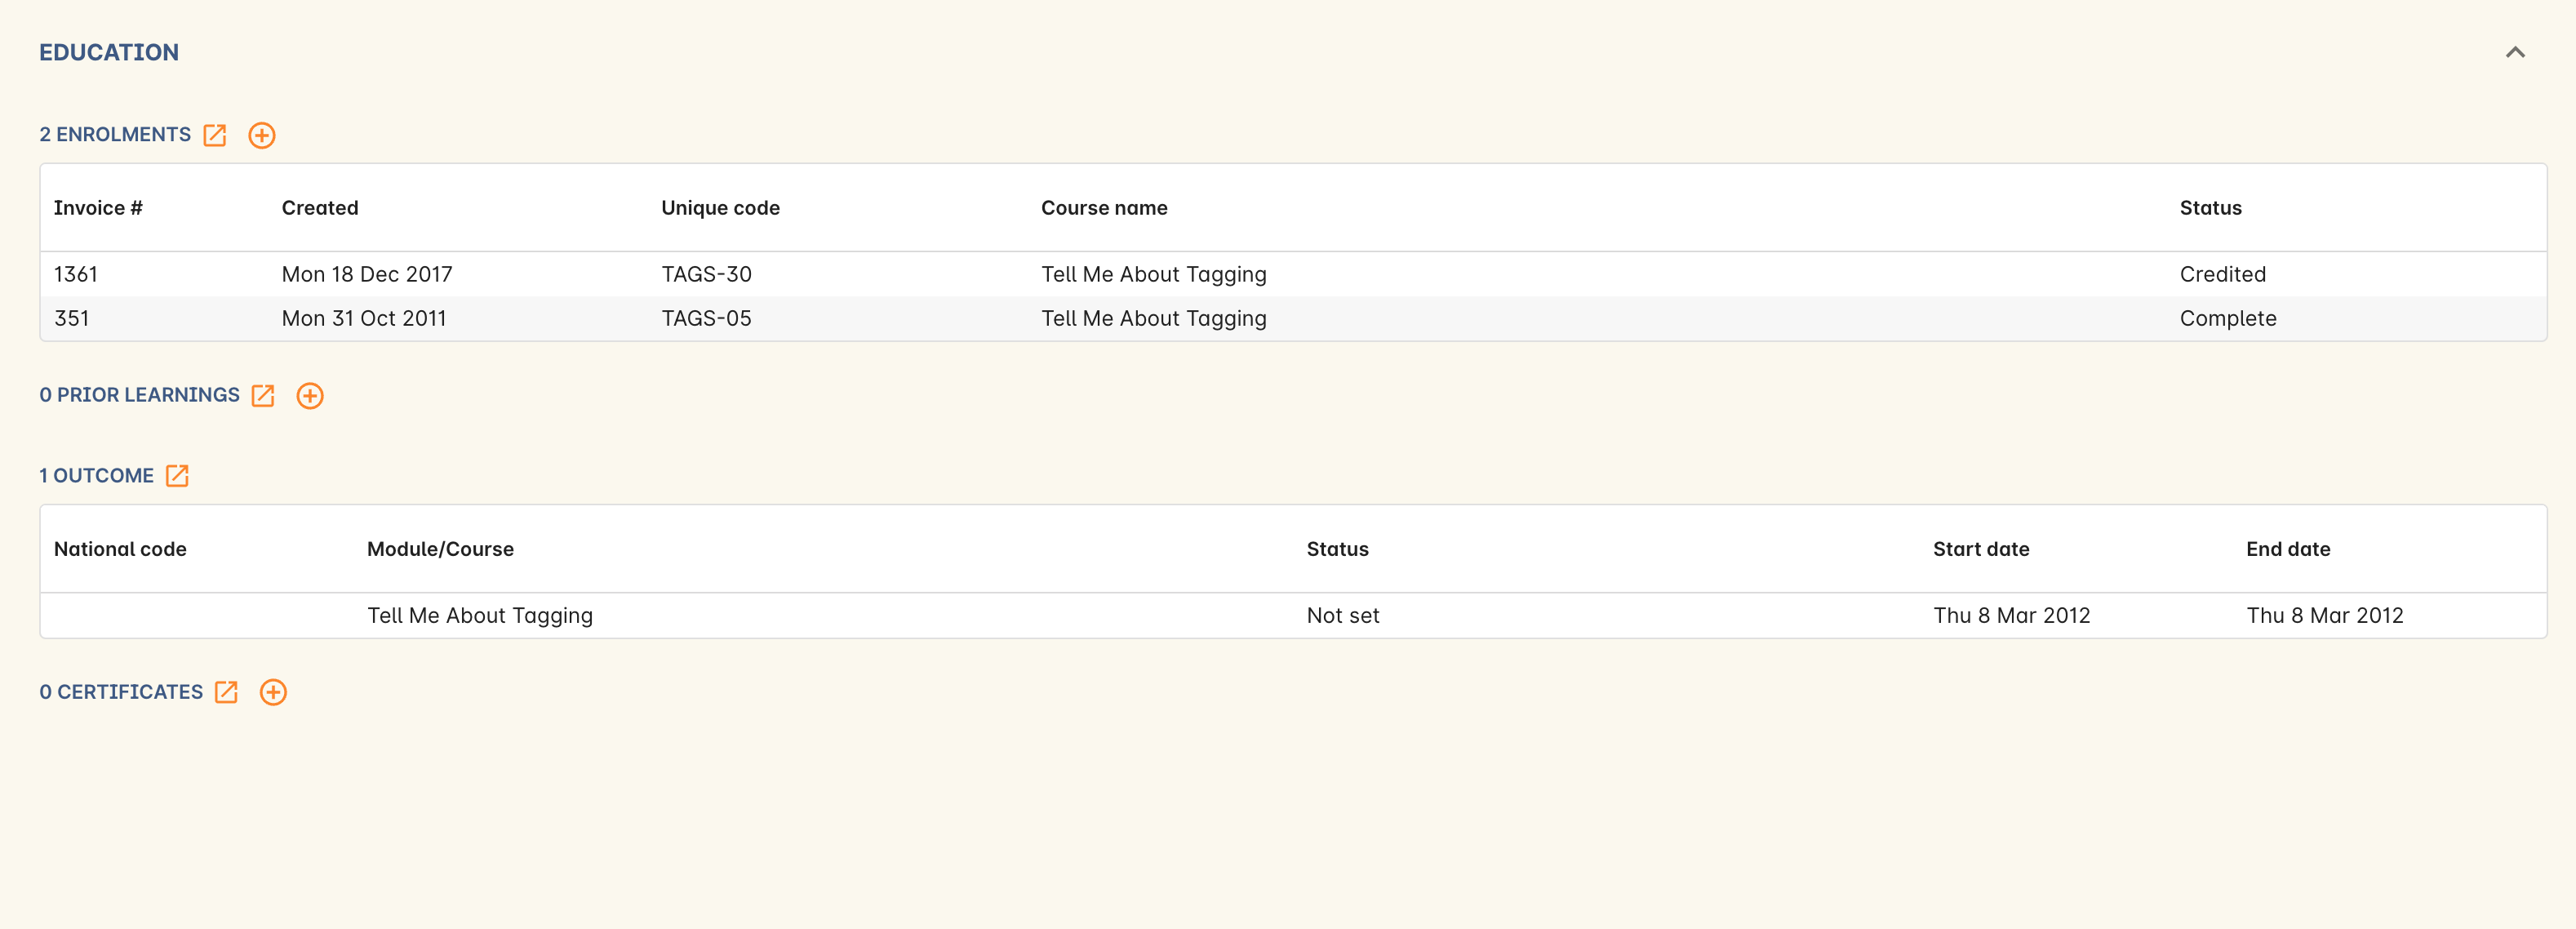 EDUCATION
2 ENROLMENTS
Invoice # Created Unique code Course name Status
1361 Mon 18 Dec 2017 TAGS-30 Tell Me About Tagging Credited
351 Mon 31 Oct 2011 TAGS-05 Tell Me About Tagging Complete
0 PRIOR LEARNINGS
1 OUTCOME
National code Module/Course Status Start date End date
Tell Me About Tagging Not set Thu 8 Mar 2012 Thu 8 Mar 2012
0 CERTIFICATES